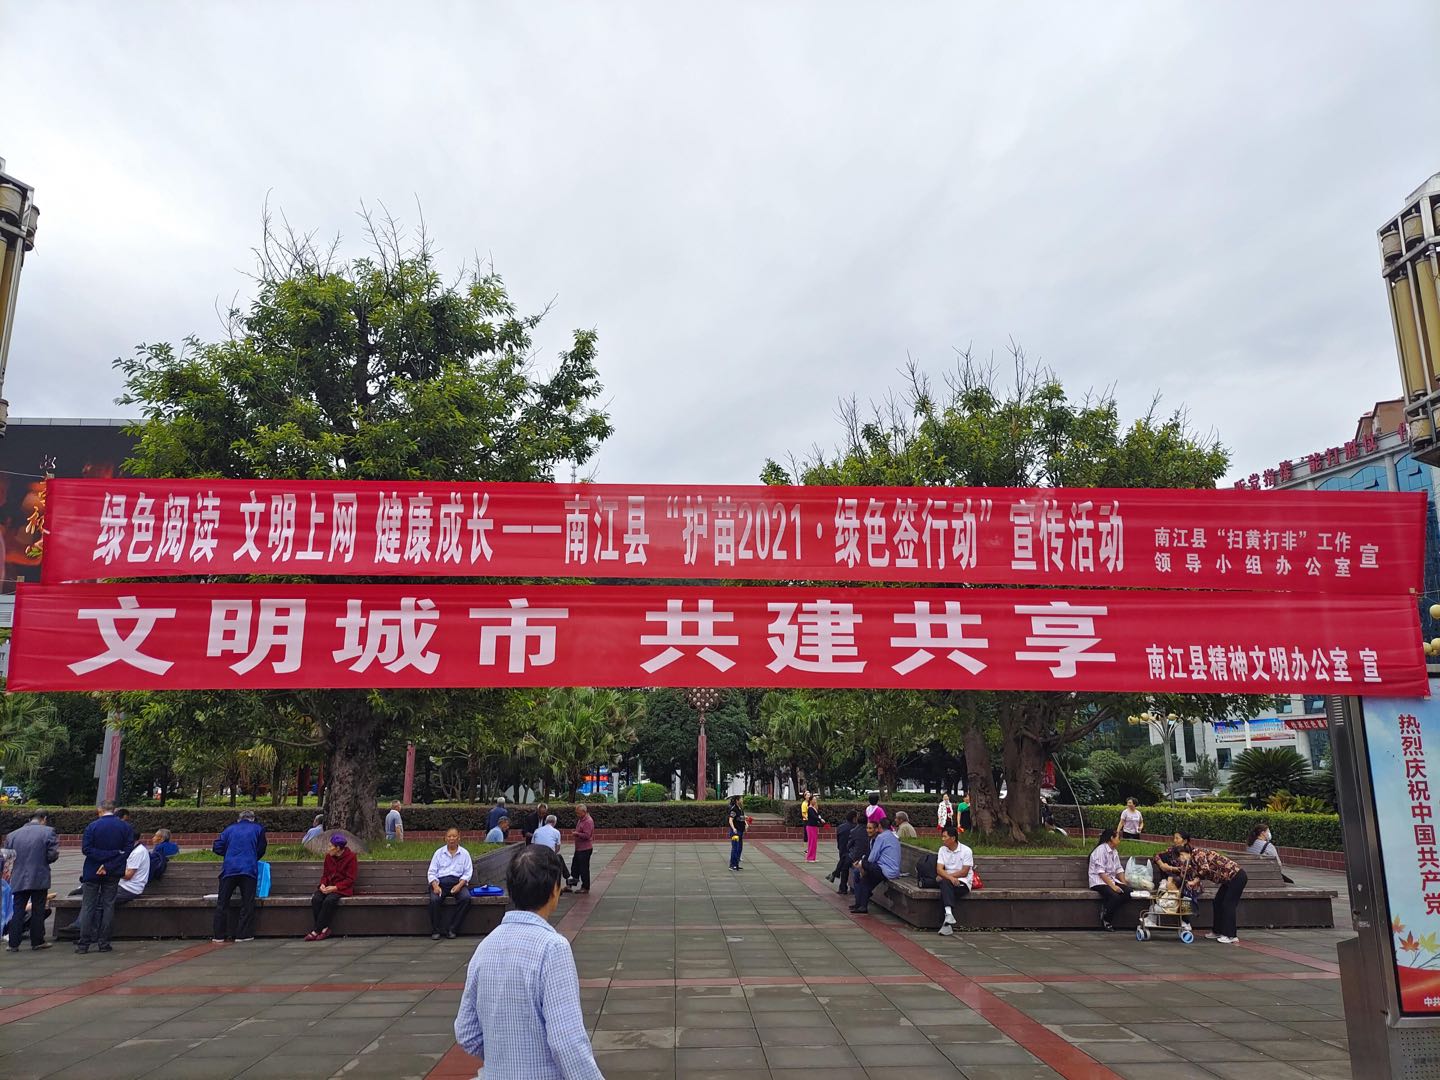 绿色阅读 文明上网 健康成长——南江县“护苗2021·绿色签行动”宣传活动
南江县“扫黄打非”工作
领导小组办公室
宣
文明城市 共建共享
南江县精神文明办公室 宣
热烈庆祝中国共产党
中共